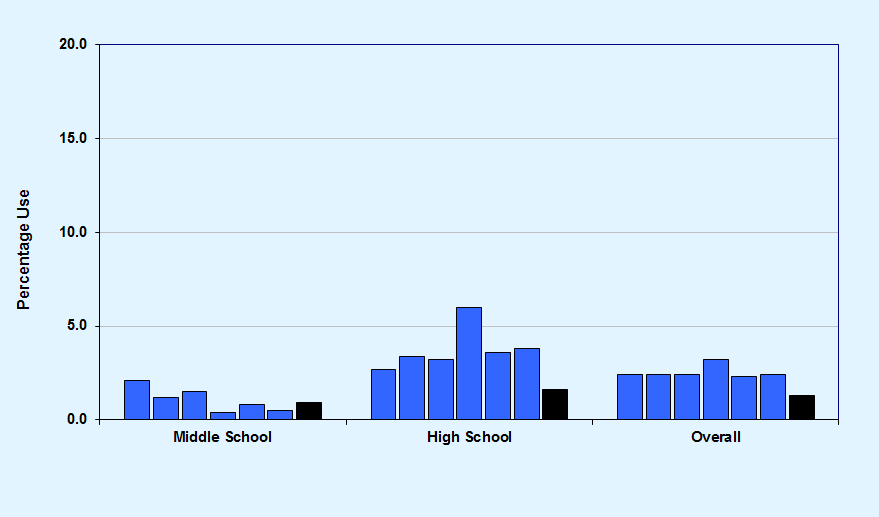 20.0
15.0
10.0
5.0
0.0
Percentage Use
Middle School
High School
Overall